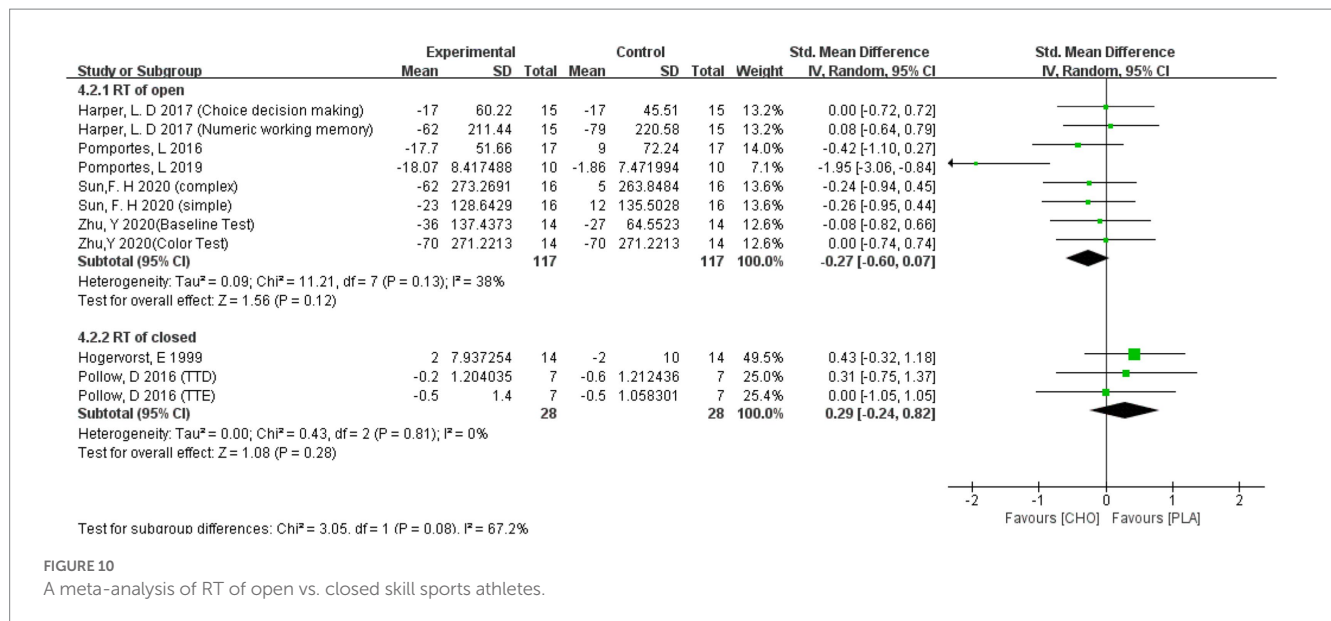 Experimental Control Std. Mean Difference Std. Mean Difference
Study or Subgroup Mean SD Total Mean SD Total Weight IV, Random, 95% CI IV, Random, 95% CI
4.2.1 RT of open
Harper, L. D 2017 (Choice decision making) -17 60.22 15 -17 45.51 15 13.2% 0.00 [-0.72, 0.72]
Harper, L. D 2017 (Numeric working memory) -62 211.44 15 -79 220.58 15 13.2% 0.08 [-0.64, 0.79]
Pomportes, L 2016 -17.7 51.66 17 9 72.24 17 14.0% -0.42 [-1.10, 0.27]
Pomportes, L 2019 -18.07 8.417488 10 -1.86 7.471994 10 7.1% -1.95 [-3.06, -0.84]
Sun,F. H 2020 (complex) -62 273.2691 16 5 263.8484 16 13.6% -0.24 [-0.94, 0.45]
Sun, F. H 2020 (simple) -23 128.6429 16 12 135.5028 16 13.6% -0.26 [-0.95, 0.44]
Zhu, Y 2020(Baseline Test) -36 137.4373 14 -27 64.5523 14 12.6% -0.08 [-0.82, 0.66]
Zhu,Y 2020(Color Test) -70 271.2213 14 -70 271.2213 14 12.6% 0.00 [-0.74, 0.74]
Subtotal (95% CI) 117 117 100.0% -0.27 [-0.60, 0.07]
Heterogeneity: Tau² = 0.09; Chi² = 11.21, df = 7 (P = 0.13); I² = 38%
Test for overall effect: Z = 1.56 (P = 0.12)
4.2.2 RT of closed
Hogervorst, E 1999 2 7.937254 14 -2 10 14 49.5% 0.43 [-0.32, 1.18]
Pollow, D 2016 (TTD) -0.2 1.204035 7 -0.6 1.212436 7 25.0% 0.31 [-0.75, 1.37]
Pollow, D 2016 (TTE) -0.5 1.4 7 -0.5 1.058301 7 25.4% 0.00 [-1.05, 1.05]
Subtotal (95% CI) 28 28 100.0% 0.29 [-0.24, 0.82]
Heterogeneity: Tau² = 0.00; Chi² = 0.43, df = 2 (P = 0.81); I² = 0%
Test for overall effect: Z = 1.08 (P = 0.28)
-2 -1 0 1 2
Favours [CHO] Favours [PLA]
Test for subgroup differences: Chi² = 3.05, df = 1 (P = 0.08), I² = 67.2%
FIGURE 10
A meta-analysis of RT of open vs. closed skill sports athletes.